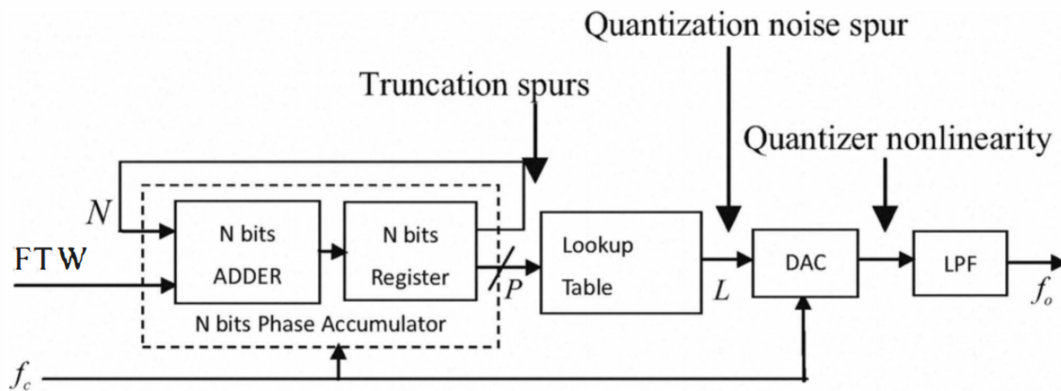 Quantization noise spur
Truncation spurs
Quantizer nonlinearity
N
FTW
N bits
ADDER
N bits
Register
P
Lookup
Table
L
DAC
LPF
f_o
N bits Phase Accumulator
f_c